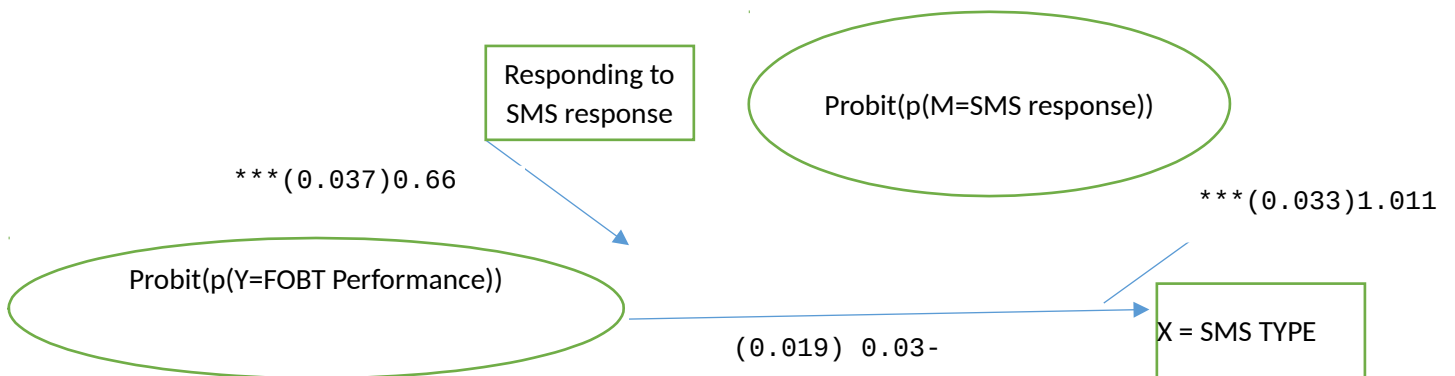 Responding to
SMS response
Probit(p(M=SMS response))
***(0.037)0.66
***(0.033)1.011
Probit(p(Y=FOBT Performance))
X = SMS TYPE
(0.019) 0.03-